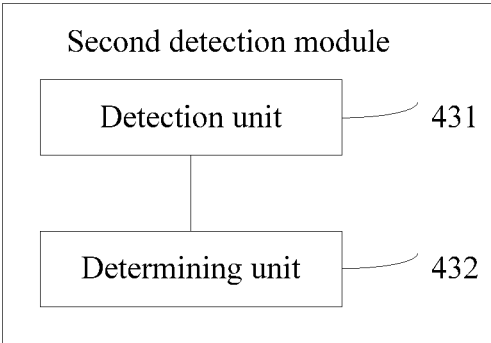 Second detection module
Detection unit 431
Determining unit 432